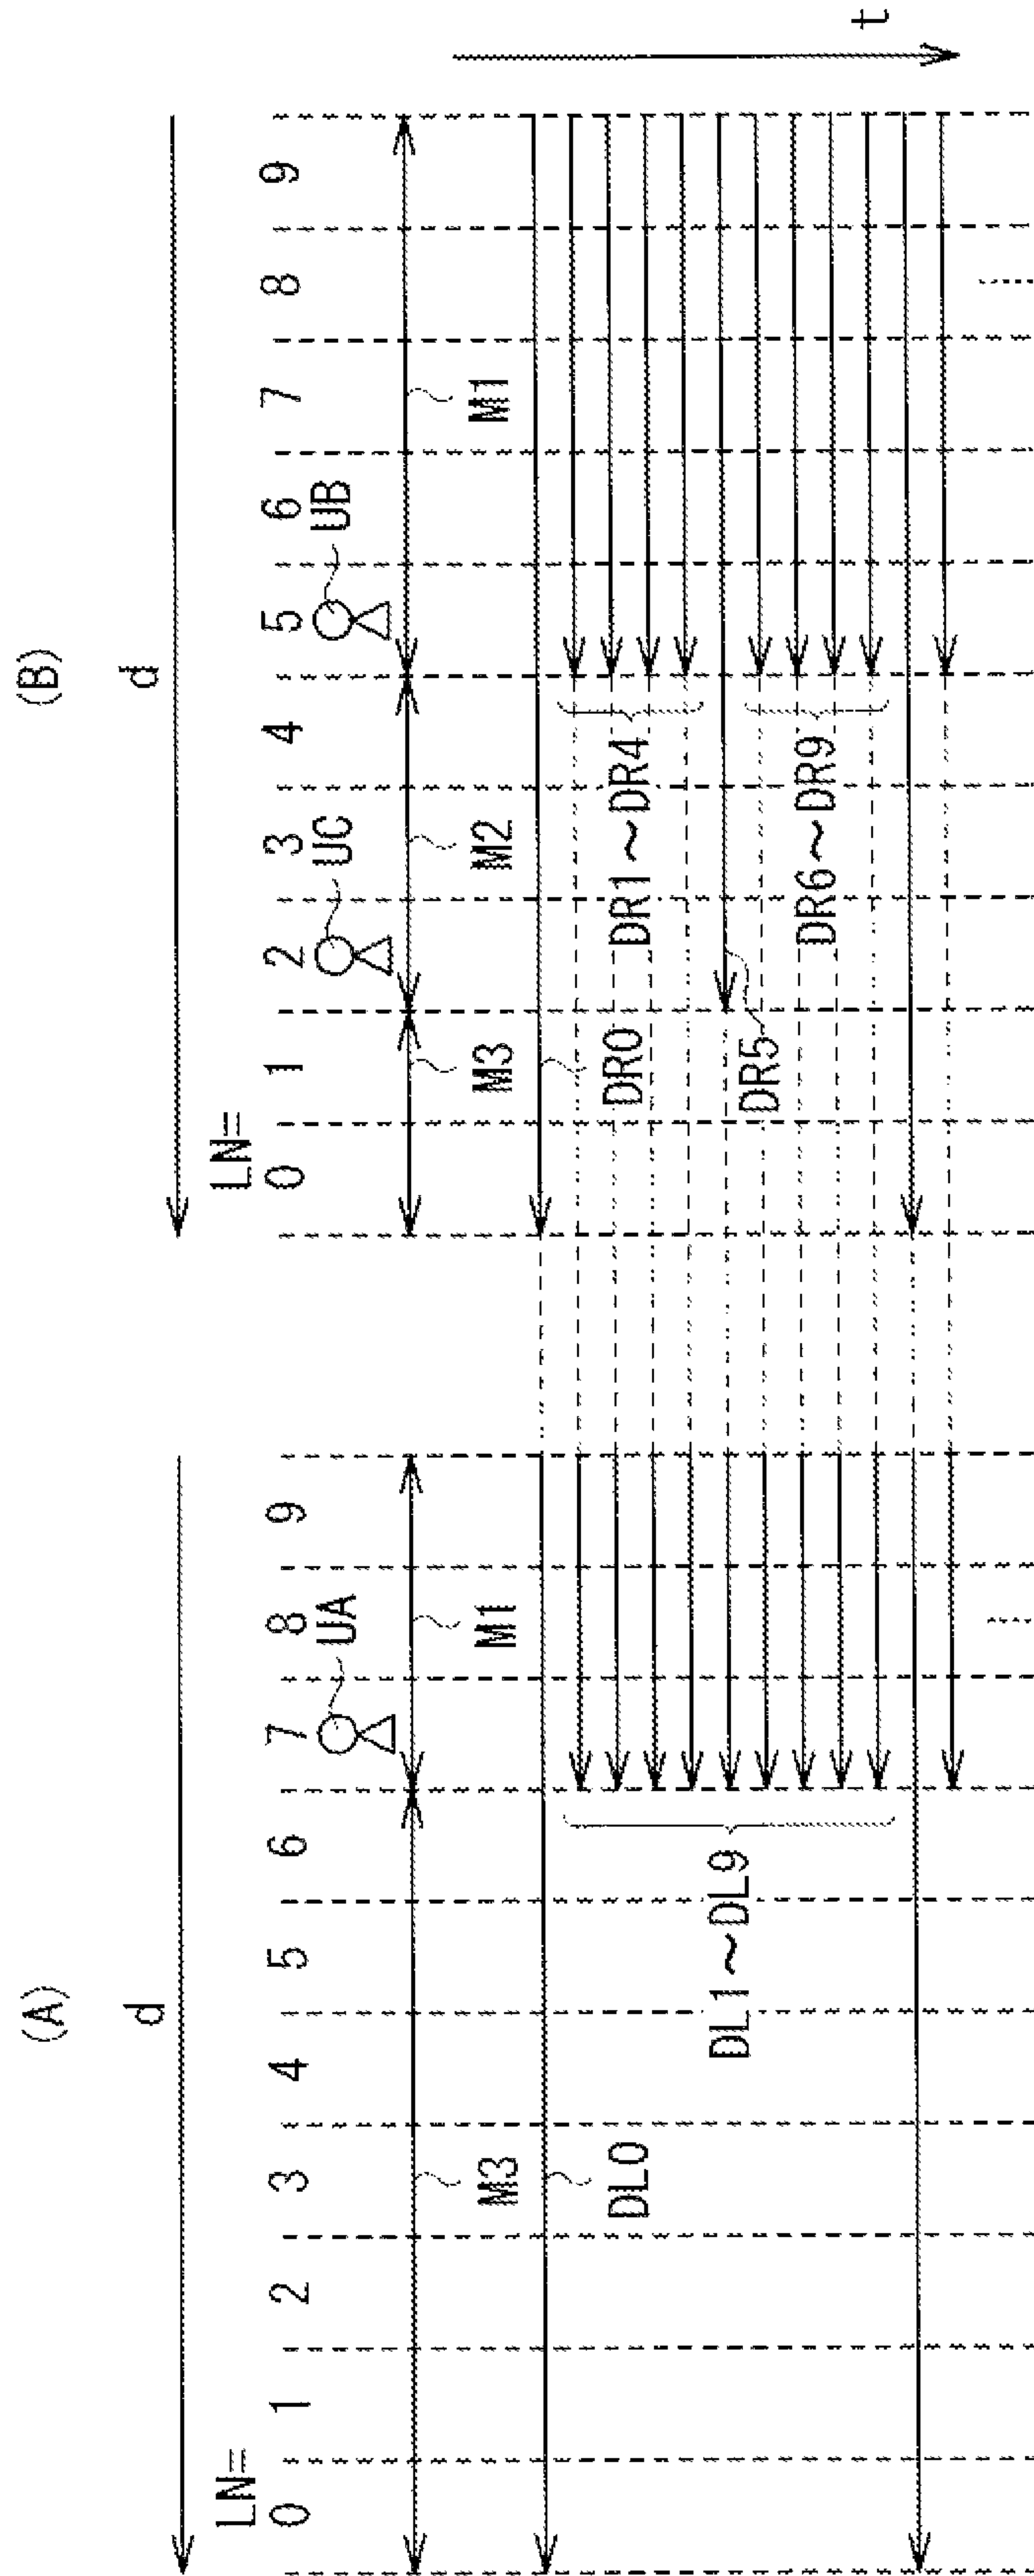 (A)
d
LN=
0 1 2 3 4 5 6 7 8 9
UA
M3
M1
DL0
DL1～DL9
(B)
d
LN=
0 1 2 3 4 5 6 7 8 9
UC
UB
M3
M2
M1
DR0
DR1～DR4
DR5
DR6～DR9
t